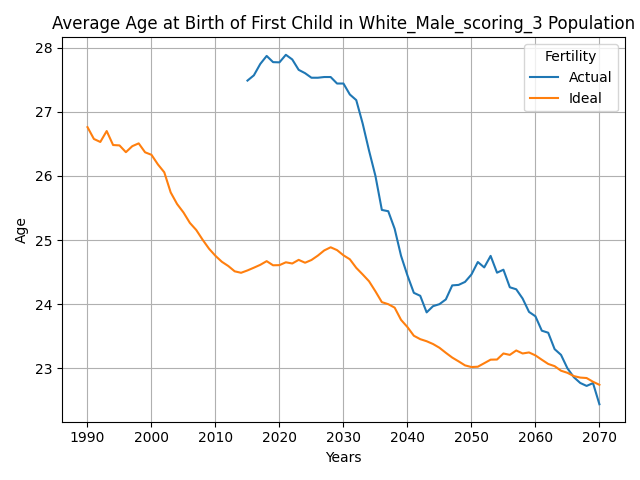 Average Age at Birth of First Child in White_Male_scoring_3 Population
Fertility
Actual
Ideal
28
27
26
25
24
23
Age
1990
2000
2010
2020
2030
2040
2050
2060
2070
Years